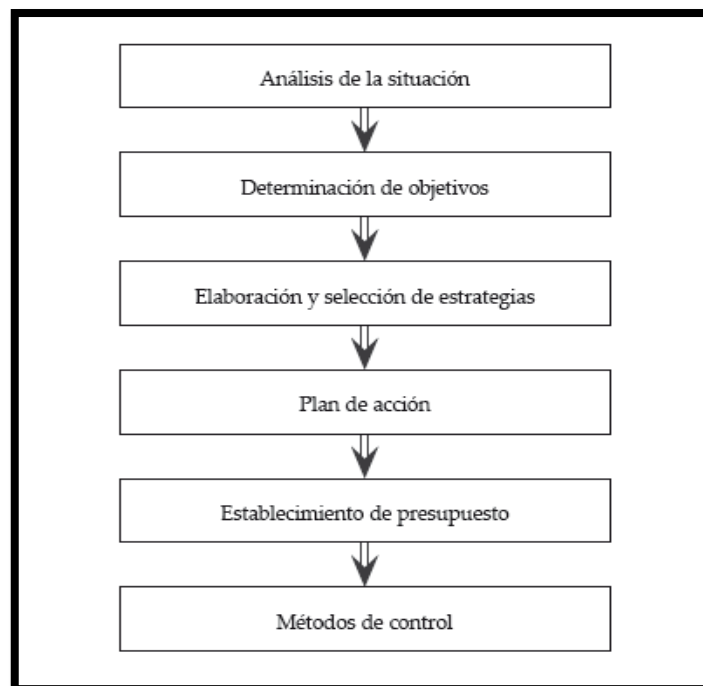 Análisis de la situación
Determinación de objetivos
Elaboración y selección de estrategias
Plan de acción
Establecimiento de presupuesto
Métodos de control